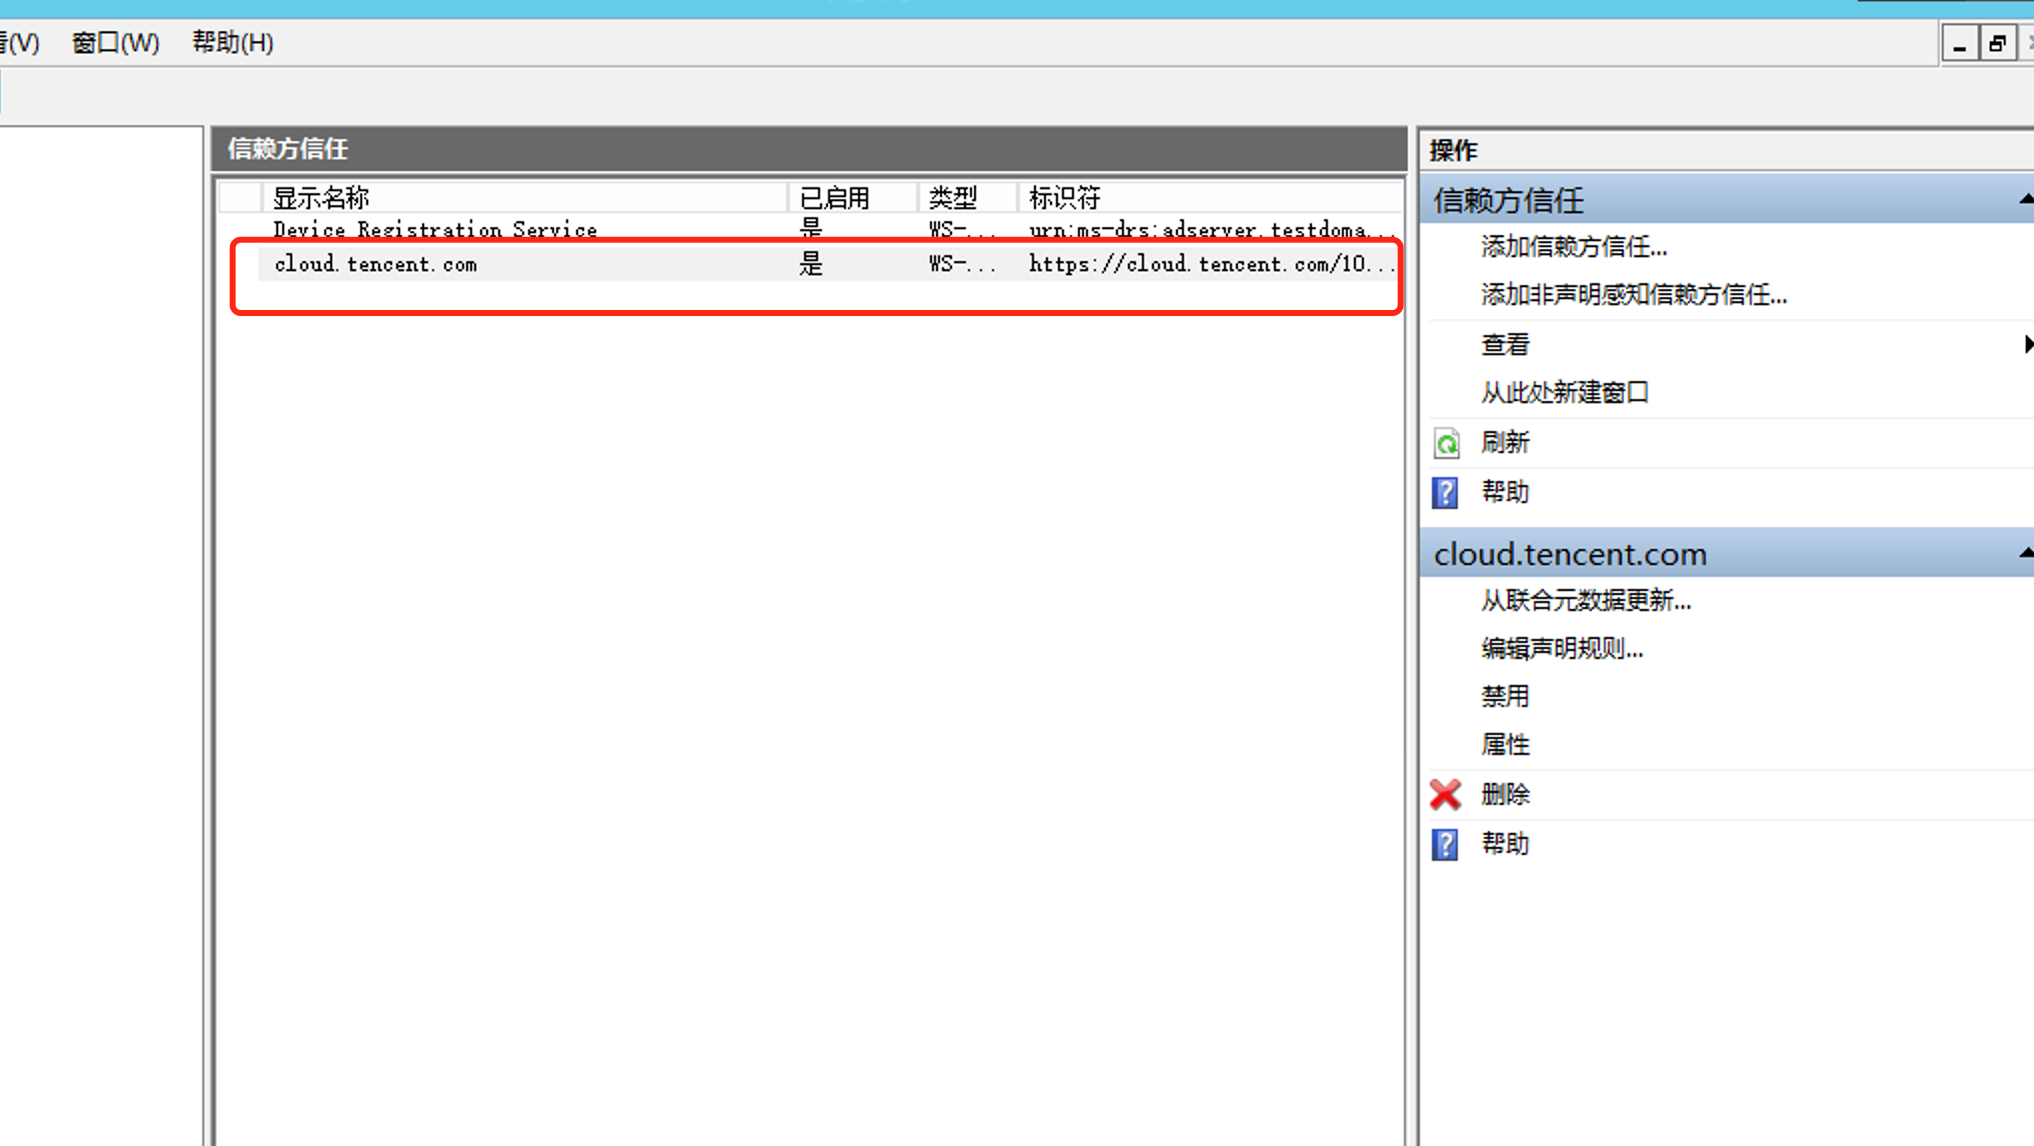 (V) 窗口(W) 帮助(H)
信赖方信任
显示名称 已启用 类型 标识符
Device Registration Service 是 WS-... urn:ms-drs:adserver.testdoma...
cloud.tencent.com 是 WS-... https://cloud.tencent.com/10...
操作
信赖方信任
添加信赖方信任...
添加非声明感知信赖方信任...
查看
从此处新建窗口
刷新
帮助
cloud.tencent.com
从联合元数据更新...
编辑声明规则...
禁用
属性
删除
帮助